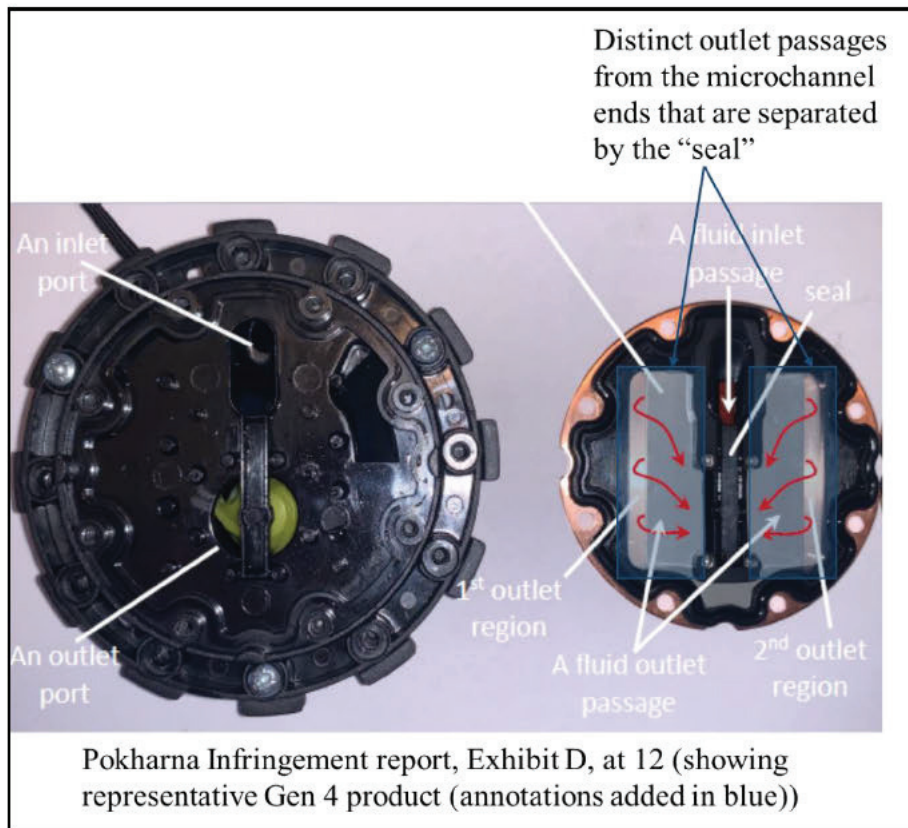 Distinct outlet passages
from the microchannel
ends that are separated
by the “seal”
An inlet
port
A fluid inlet
passage
seal
1st outlet
region
An outlet
port
A fluid outlet
passage
2nd outlet
region
Pokharna Infringement report, Exhibit D, at 12 (showing
representative Gen 4 product (annotations added in blue))